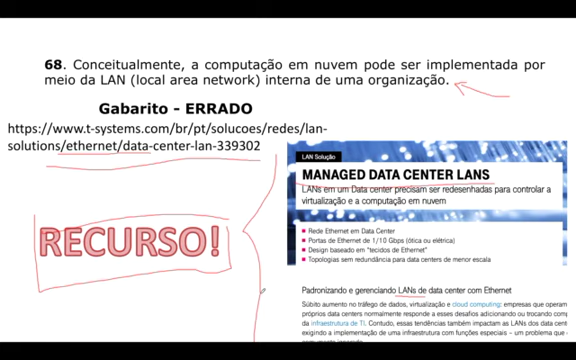 68. Conceitualmente, a computação em nuvem pode ser implementada por
meio da LAN (local area network) interna de uma organização.
Gabarito - ERRADO
https://www.t-systems.com/br/pt/solucoes/redes/lan-
solutions/ethernet/data-center-lan-339302
RECURSO!
LAN Solução
MANAGED DATA CENTER LANS
LANs em um Data center precisam ser redesenhadas para controlar a
virtualização e a computação em nuvem
Rede Ethernet em Data Center
Portas de Ethernet de 1/10 Gbps (ótica ou elétrica)
Design baseado em "tecidos de Ethernet"
Topologias sem redundância para data centers de menor escala
Padronizando e gerenciando LANs de data center com Ethernet
Súbito aumento no tráfego de dados, virtualização e cloud computing: empresas que operam
próprios data centers normalmente responde a esses desafios adicionando ou trocando
da infraestrutura de TI. Contudo, essas tendências também impactam as LANs dos data cent
exigindo a implementação de uma infraestrutura com funções especiais – um problema que